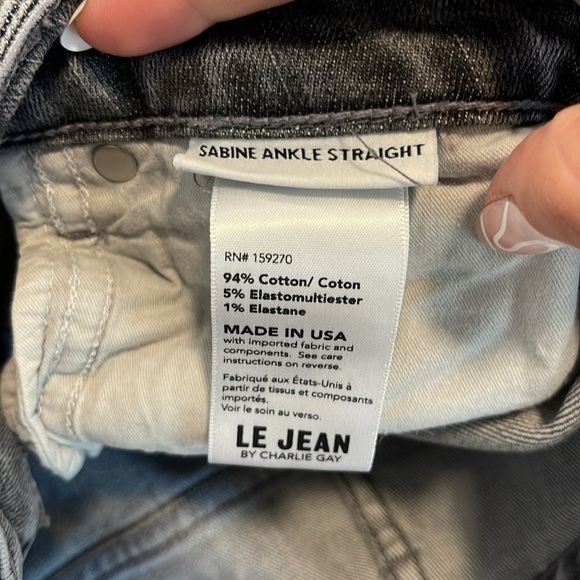 SABINE ANKLE STRAIGHT
RN# 159270
94% Cotton/ Coton
5% Elastomultiester
1% Elastane
MADE IN USA
with imported fabric and
components. See care
instructions on reverse.
Fabriqué aux États-Unis à
partir de tissus et composants
importés.
Voir le soin au verso.
LE JEAN
BY CHARLIE GAY